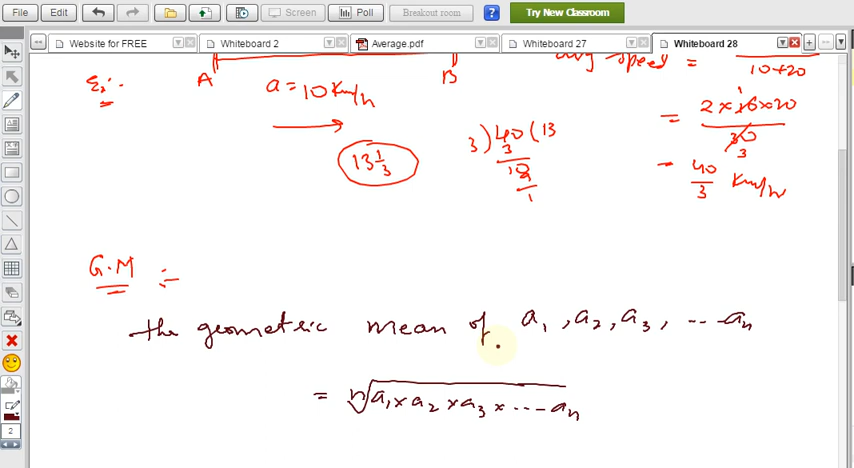 File Edit Screen Poll Breakout room ? Try New Classroom
Website for FREE Whiteboard 2 Average.pdf Whiteboard 27 Whiteboard 28
avg speed = 10+20
Ex:- A B
a = 10 Km/h
= 2×10×20
30
3
3) 40 (13
3
10
9
1
13 1/3
= 40/3 Km/h
G.M :-
the geometric mean of a₁, a₂, a₃, ... aₙ
= ⁿ√a₁×a₂×a₃×...aₙ
2